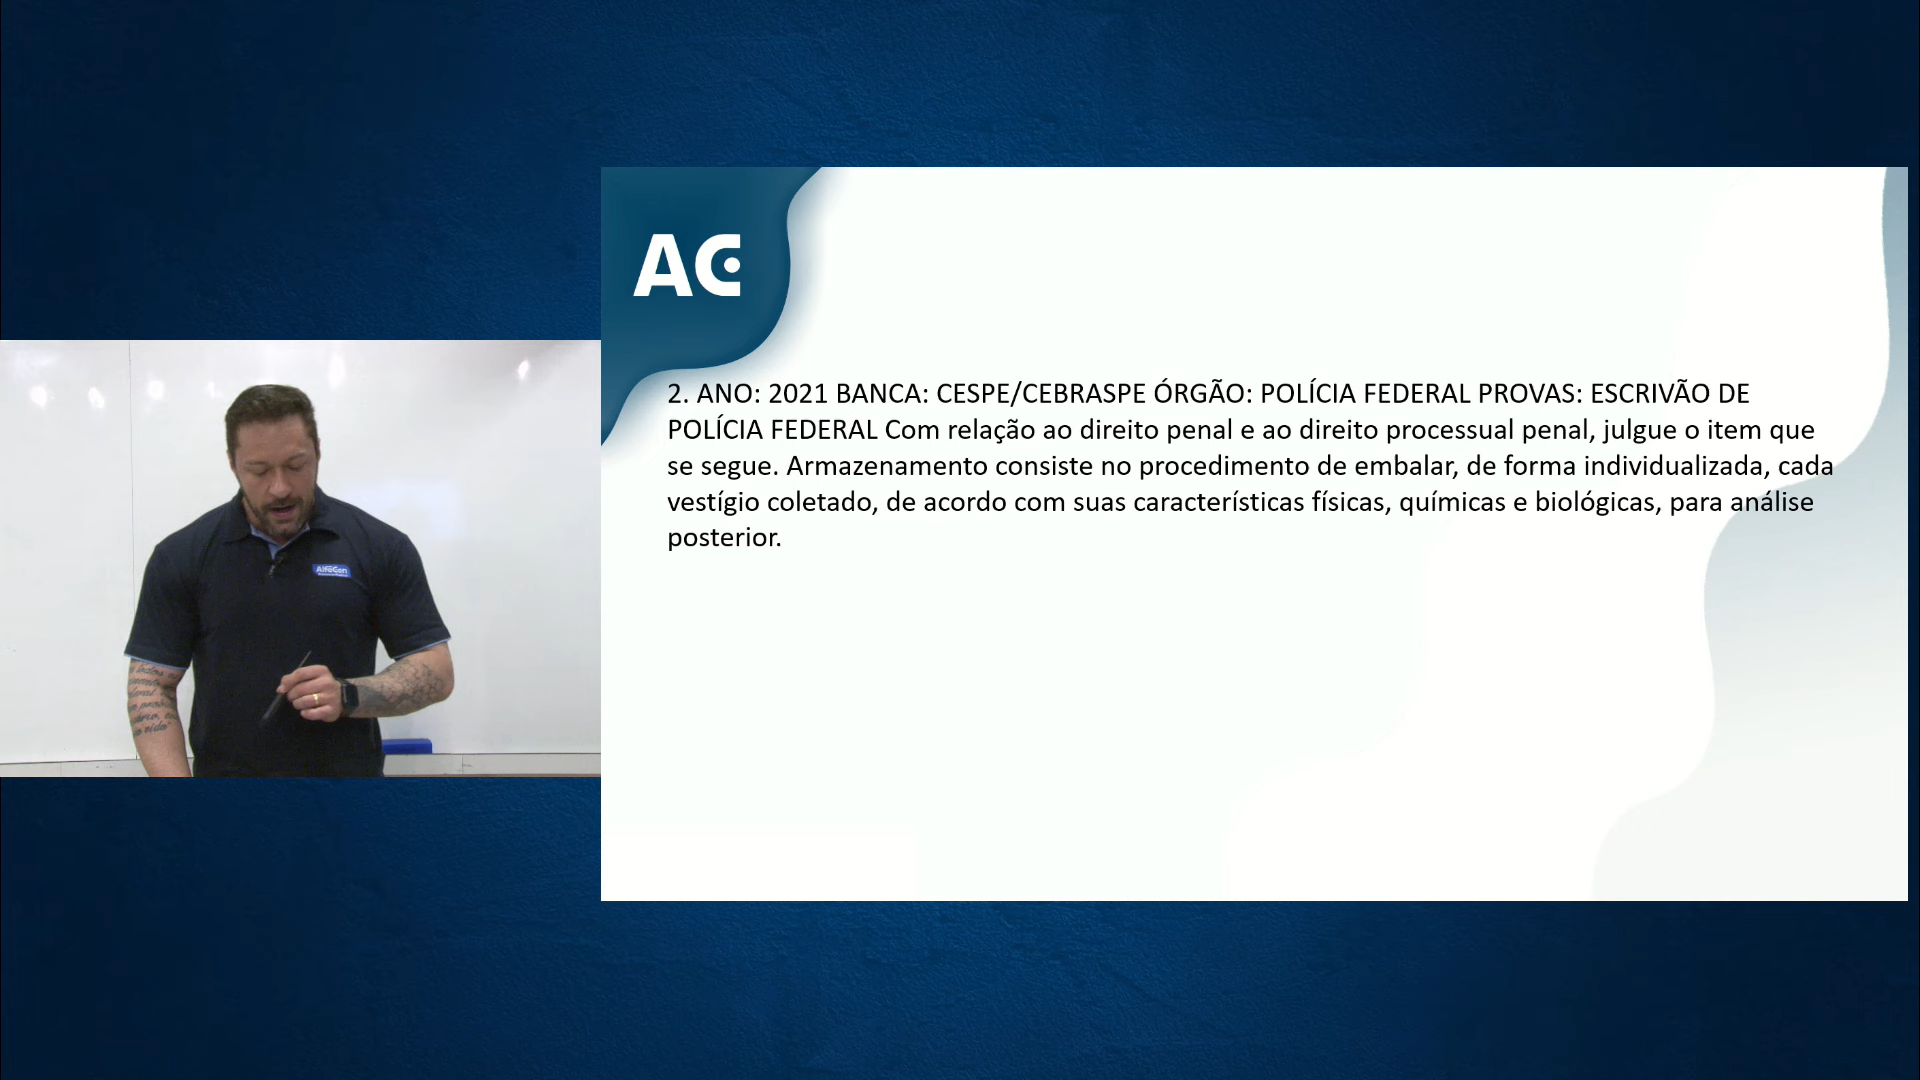 AC
2. ANO: 2021 BANCA: CESPE/CEBRASPE ÓRGÃO: POLÍCIA FEDERAL PROVAS: ESCRIVÃO DE
POLÍCIA FEDERAL Com relação ao direito penal e ao direito processual penal, julgue o item que
se segue. Armazenamento consiste no procedimento de embalar, de forma individualizada, cada
vestígio coletado, de acordo com suas características físicas, químicas e biológicas, para análise
posterior.
AlfaCon